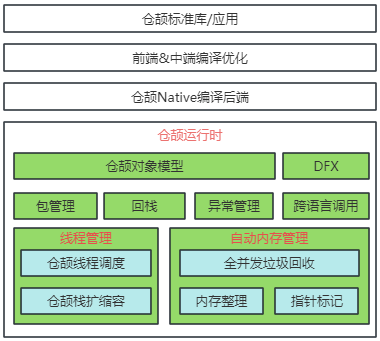 仓颉标准库/应用
前端&中端编译优化
仓颉Native编译后端
仓颉运行时
仓颉对象模型
DFX
包管理
回栈
异常管理
跨语言调用
线程管理
仓颉线程调度
仓颉栈扩缩容
自动内存管理
全并发垃圾回收
内存整理
指针标记